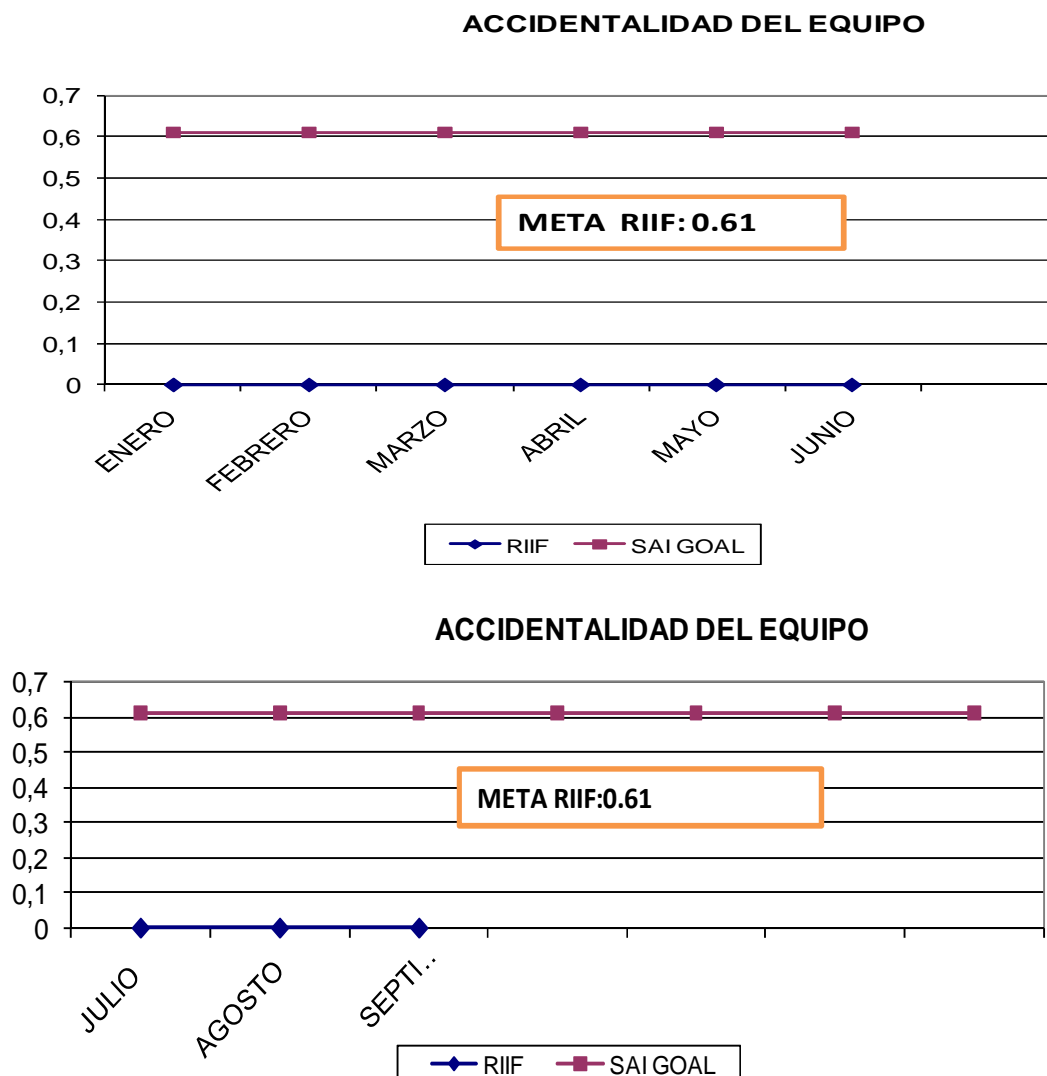 ACCIDENTALIDAD DEL EQUIPO
0,7
0,6
0,5
0,4
0,3
0,2
0,1
0
META RIIF: 0.61
ENERO
FEBRERO
MARZO
ABRIL
MAYO
JUNIO
RIIF SAI GOAL
ACCIDENTALIDAD DEL EQUIPO
0,7
0,6
0,5
0,4
0,3
0,2
0,1
0
META RIIF:0.61
JULIO
AGOSTO
SEPTI...
RIIF SAI GOAL